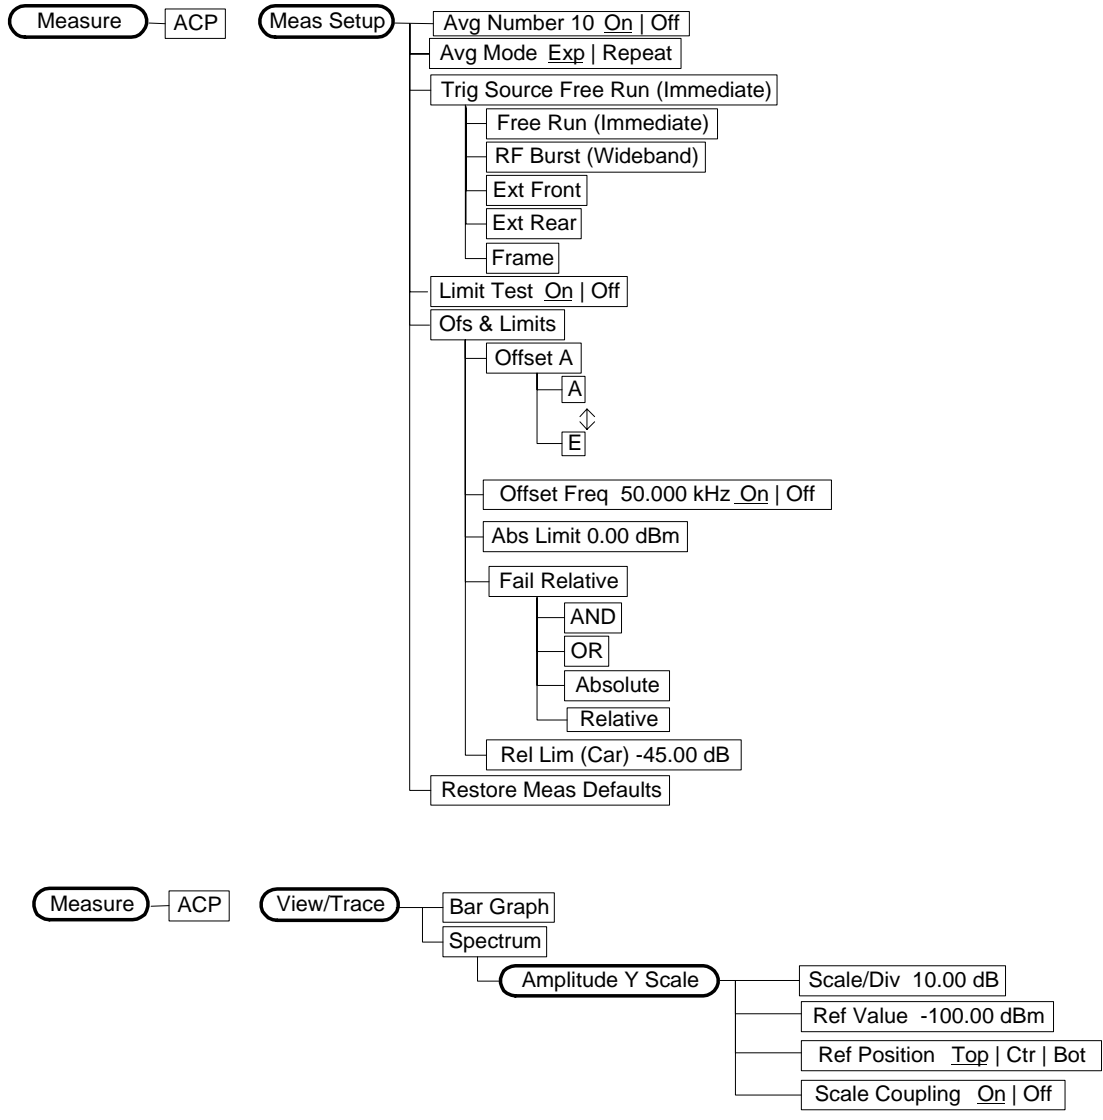 Measure
ACP
Meas Setup
Avg Number 10 On | Off
Avg Mode Exp | Repeat
Trig Source Free Run (Immediate)
Free Run (Immediate)
RF Burst (Wideband)
Ext Front
Ext Rear
Frame
Limit Test On | Off
Ofs & Limits
Offset A
A
E
Offset Freq 50.000 kHz On | Off
Abs Limit 0.00 dBm
Fail Relative
AND
OR
Absolute
Relative
Rel Lim (Car) -45.00 dB
Restore Meas Defaults
Measure
ACP
View/Trace
Bar Graph
Spectrum
Amplitude Y Scale
Scale/Div 10.00 dB
Ref Value -100.00 dBm
Ref Position Top | Ctr | Bot
Scale Coupling On | Off